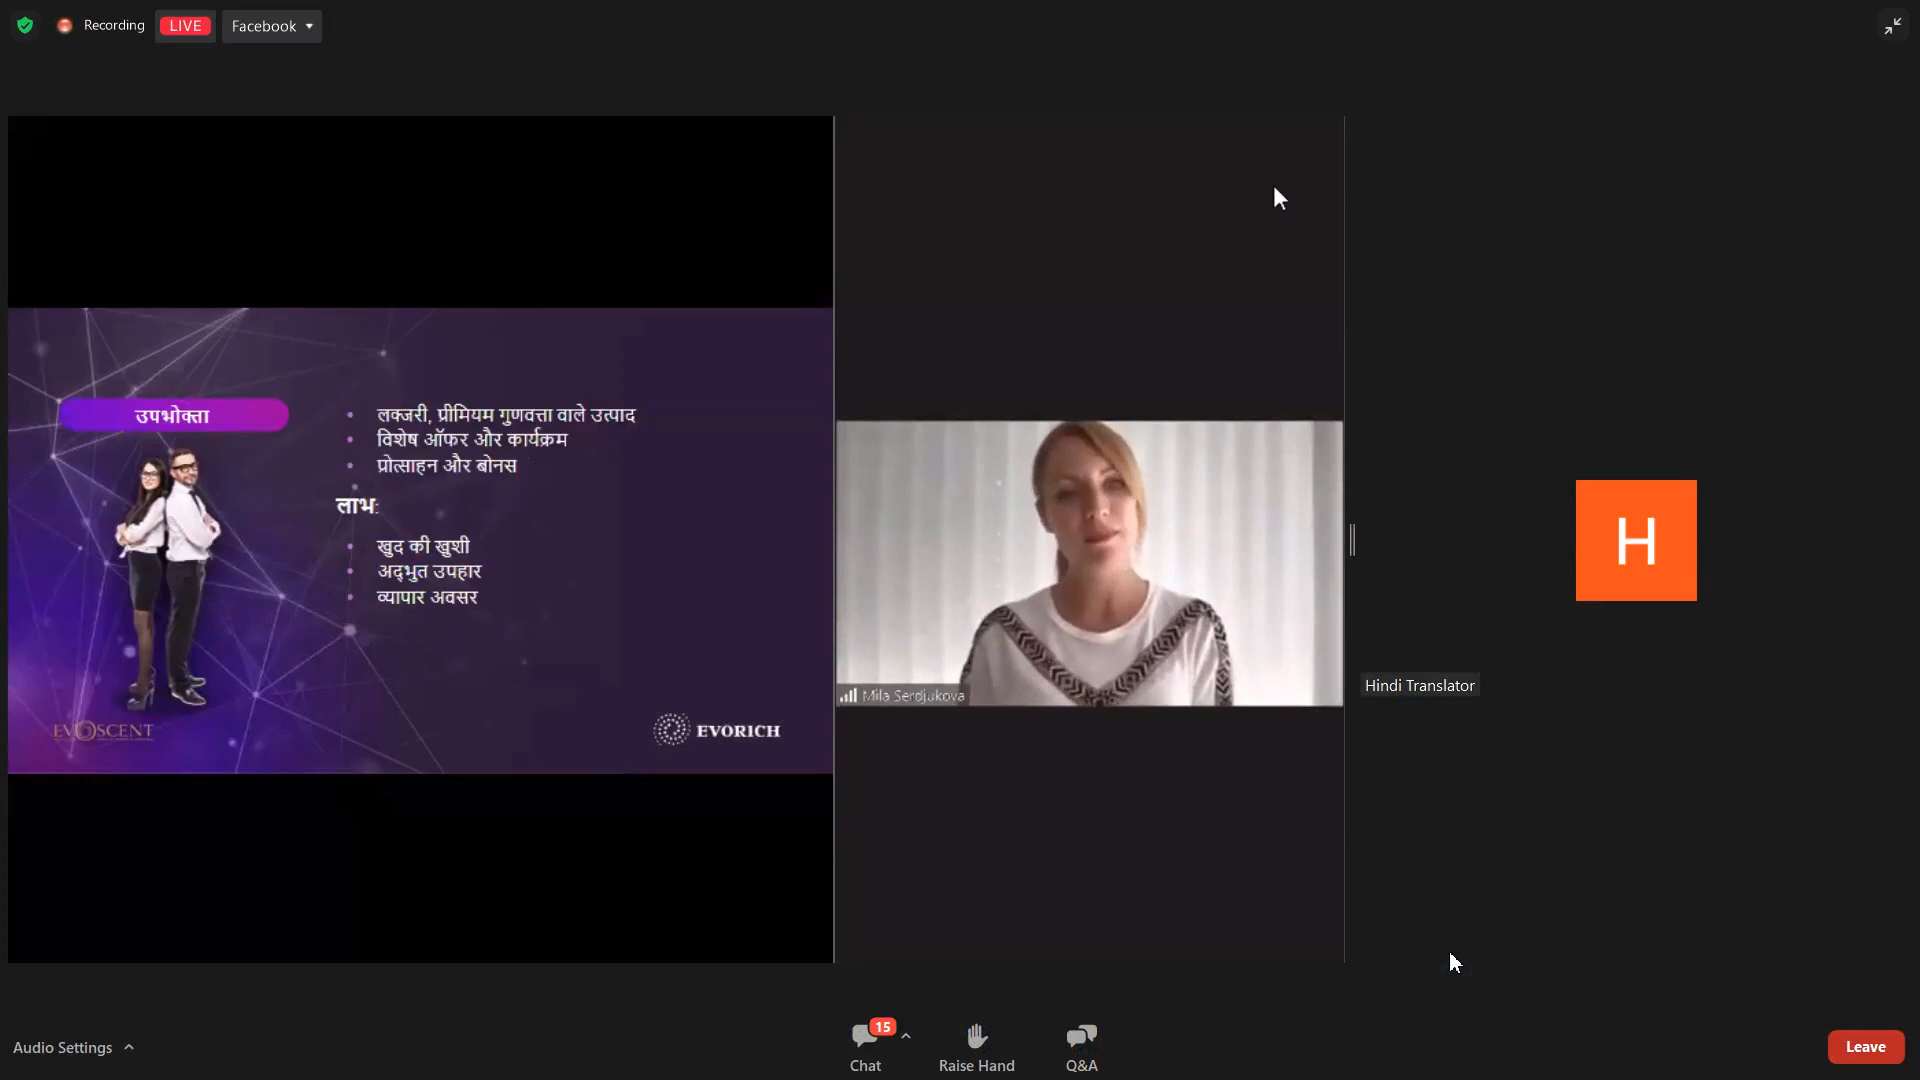 Recording
LIVE
Facebook
उपभोक्ता
• लक्जरी, प्रीमियम गुणवत्ता वाले उत्पाद
• विशेष ऑफर और कार्यक्रम
• प्रोत्साहन और बोनस
लाभ:
• खुद की खुशी
• अद्भुत उपहार
• व्यापार अवसर
EVOSCENT
EVORICH
Mila Serdjukova
H
Hindi Translator
Audio Settings
15
Chat
Raise Hand
Q&A
Leave